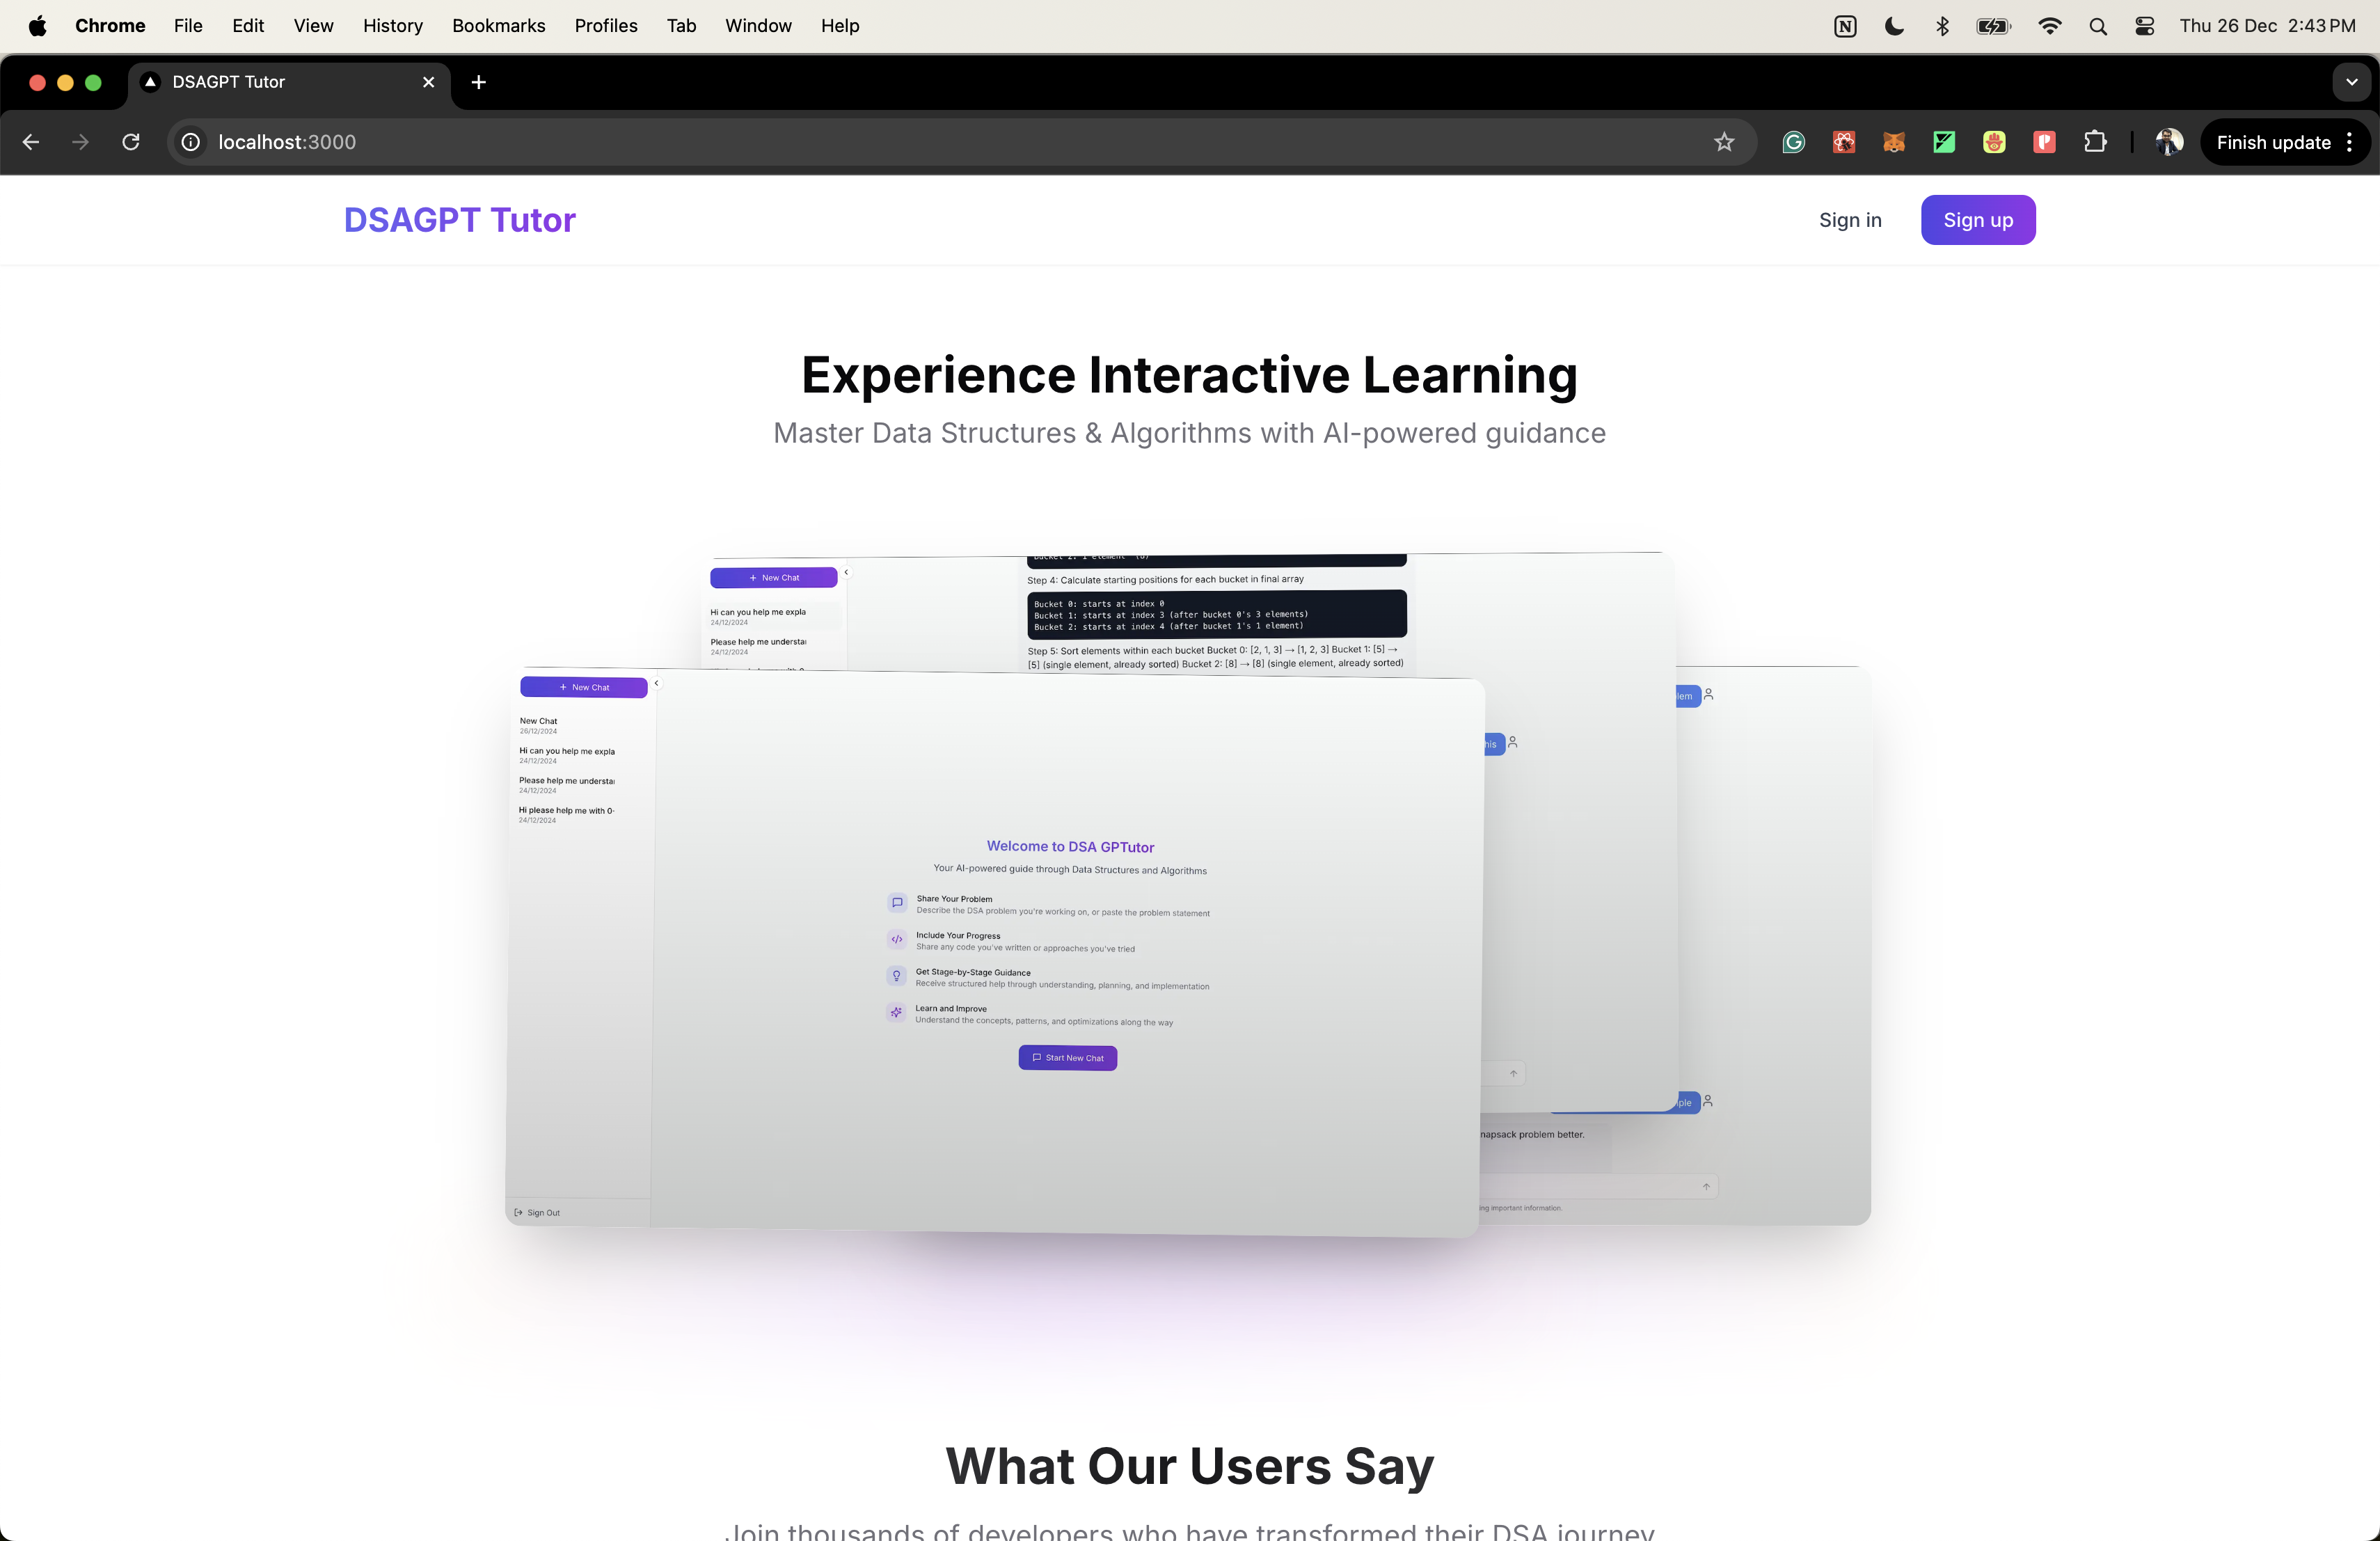 Chrome File Edit View History Bookmarks Profiles Tab Window Help Thu 26 Dec 2:43 PM
DSAGPT Tutor
localhost:3000 Finish update
DSAGPT Tutor Sign in Sign up
Experience Interactive Learning
Master Data Structures & Algorithms with AI-powered guidance
+ New Chat
Hi can you help me expla
24/12/2024
Please help me understa
24/12/2024
Step 4: Calculate starting positions for each bucket in final array
Bucket 0: starts at index 0
Bucket 1: starts at index 3 (after bucket 0's 3 elements)
Bucket 2: starts at index 4 (after bucket 1's 1 element)
Step 5: Sort elements within each bucket Bucket 0: [2, 1, 3] → [1, 2, 3] Bucket 1: [5] →
[5] (single element, already sorted) Bucket 2: [8] → [8] (single element, already sorted)
+ New Chat
New Chat
26/12/2024
Hi can you help me expla
24/12/2024
Please help me understa
24/12/2024
Hi please help me with 0-
24/12/2024
Sign Out
Welcome to DSA GPTutor
Your AI-powered guide through Data Structures and Algorithms
Share Your Problem
Describe the DSA problem you're working on, or paste the problem statement
Include Your Progress
Share any code you've written or approaches you've tried
Get Stage-by-Stage Guidance
Receive structured help through understanding, planning, and implementation
Learn and Improve
Understand the concepts, patterns, and optimizations along the way
Start New Chat
lem
his
ple
napsack problem better.
ing important information.
What Our Users Say
Join thousands of developers who have transformed their DSA journey